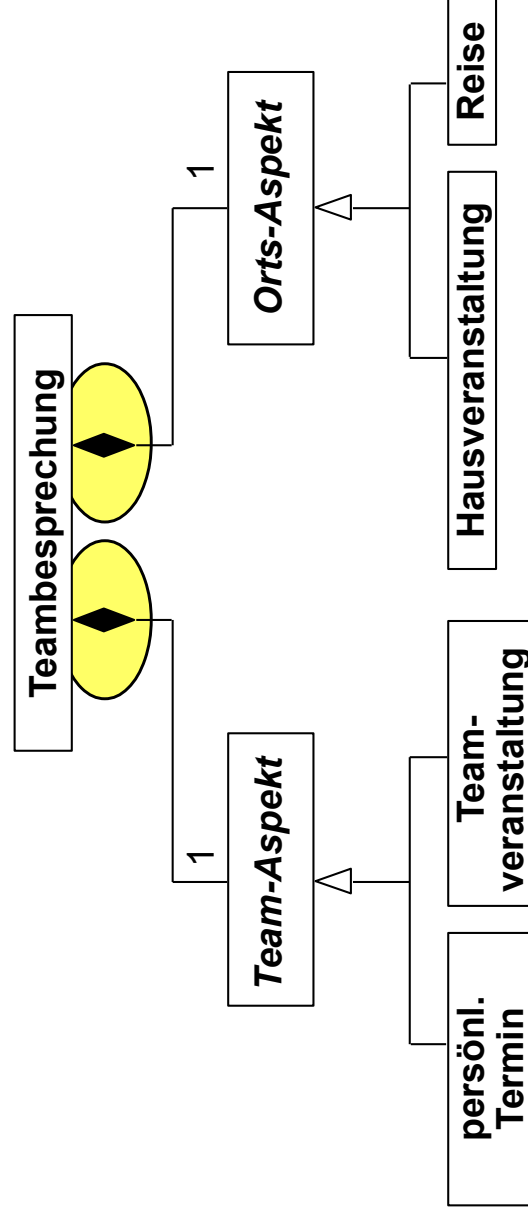 Teambesprechung
1
1
Team-Aspekt
Orts-Aspekt
persönl.
Termin
Team-
veranstaltung
Hausveranstaltung
Reise